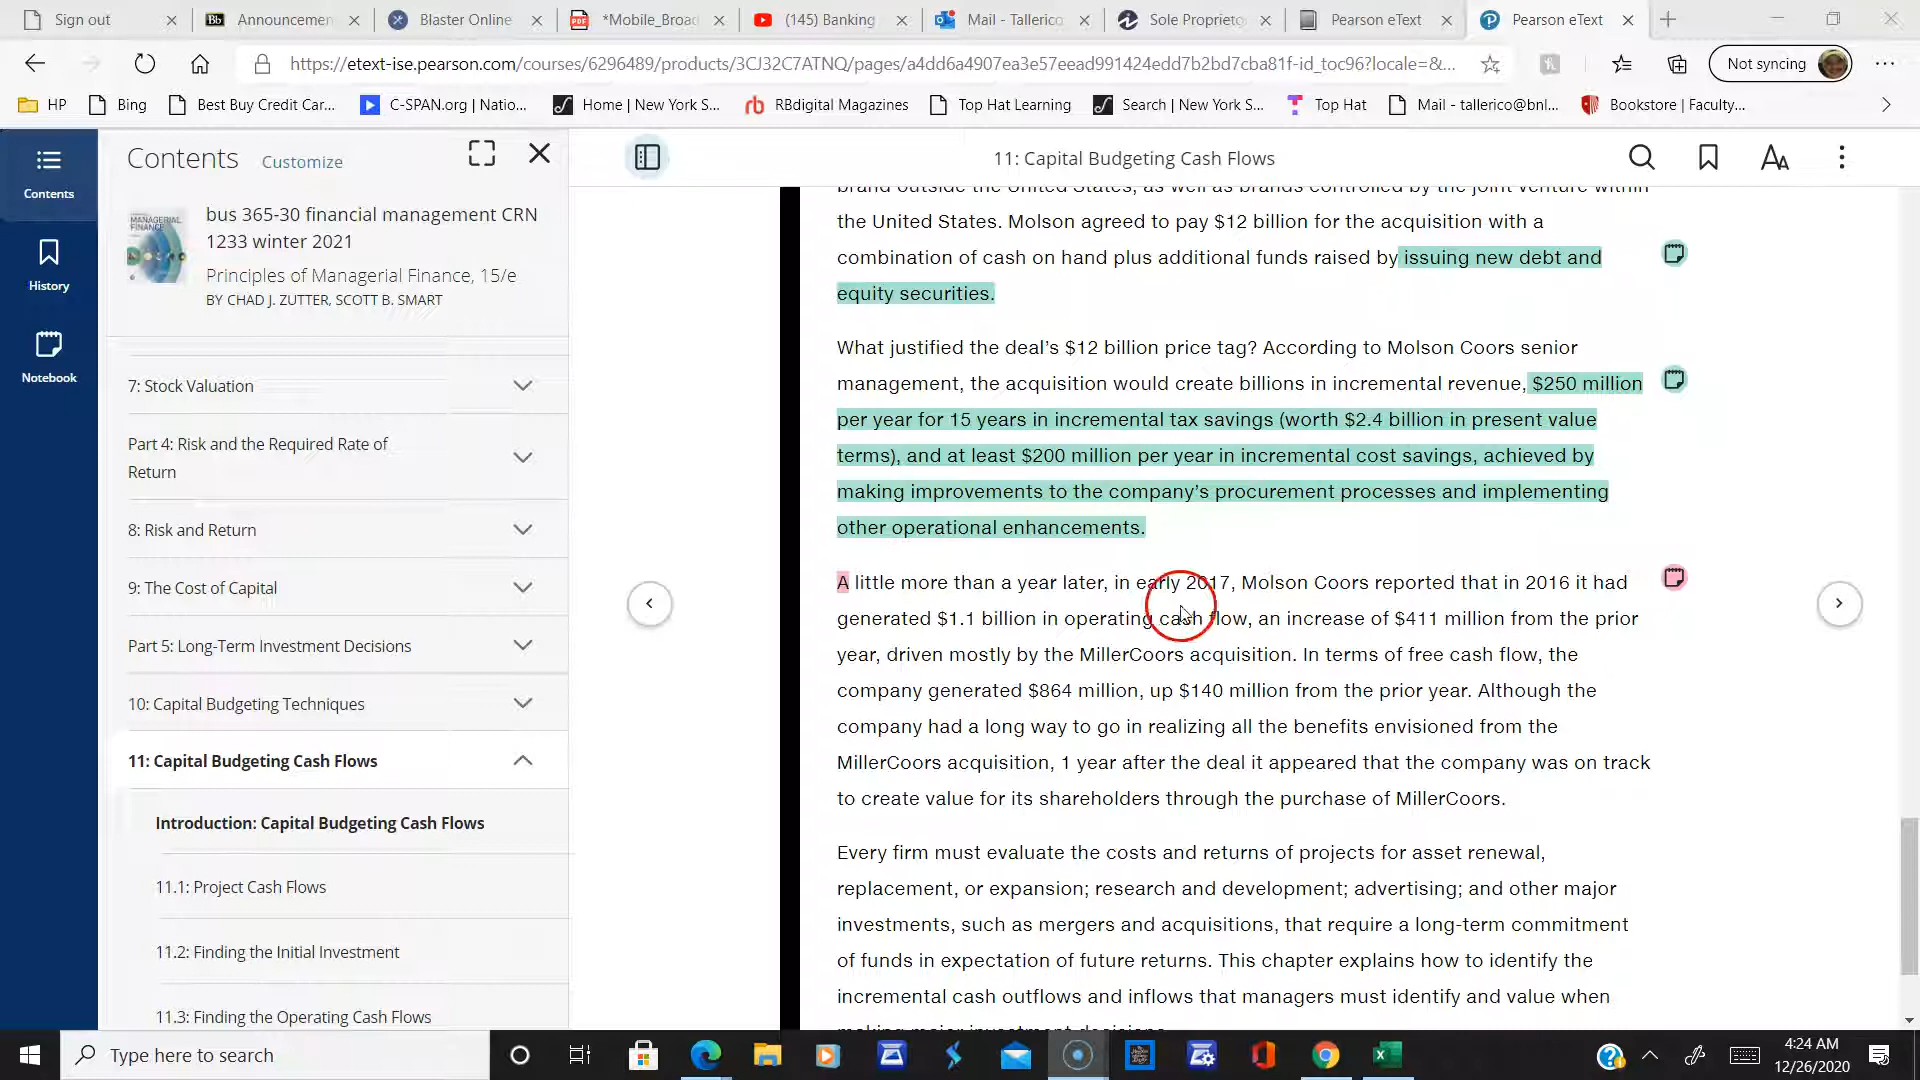 Sign out
Announcemen
Blaster Online
*Mobile_Broad
(145) Banking
Mail - Tallerico
Sole Proprieto
Pearson eText
Pearson eText
https://etext-ise.pearson.com/courses/6296489/products/3CJ32C7ATNQ/pages/a4dd6a4907ea3e57eead991424edd7b2bd7cba81f-id_toc96?locale=&...
Not syncing
HP
Bing
Best Buy Credit Car...
C-SPAN.org | Natio...
Home | New York S...
RBdigital Magazines
Top Hat Learning
Search | New York S...
Top Hat
Mail - tallerico@bnl...
Bookstore | Faculty...
Contents
History
Notebook
Contents Customize
bus 365-30 financial management CRN
1233 winter 2021
Principles of Managerial Finance, 15/e
BY CHAD J. ZUTTER, SCOTT B. SMART
MANAGERIAL
FINANCE
7: Stock Valuation
Part 4: Risk and the Required Rate of
Return
8: Risk and Return
9: The Cost of Capital
Part 5: Long-Term Investment Decisions
10: Capital Budgeting Techniques
11: Capital Budgeting Cash Flows
Introduction: Capital Budgeting Cash Flows
11.1: Project Cash Flows
11.2: Finding the Initial Investment
11.3: Finding the Operating Cash Flows
11: Capital Budgeting Cash Flows
brand outside the United States, as well as brands controlled by the joint venture within
the United States. Molson agreed to pay $12 billion for the acquisition with a
combination of cash on hand plus additional funds raised by issuing new debt and
equity securities.
What justified the deal’s $12 billion price tag? According to Molson Coors senior
management, the acquisition would create billions in incremental revenue, $250 million
per year for 15 years in incremental tax savings (worth $2.4 billion in present value
terms), and at least $200 million per year in incremental cost savings, achieved by
making improvements to the company’s procurement processes and implementing
other operational enhancements.
A little more than a year later, in early 2017, Molson Coors reported that in 2016 it had
generated $1.1 billion in operating cash flow, an increase of $411 million from the prior
year, driven mostly by the MillerCoors acquisition. In terms of free cash flow, the
company generated $864 million, up $140 million from the prior year. Although the
company had a long way to go in realizing all the benefits envisioned from the
MillerCoors acquisition, 1 year after the deal it appeared that the company was on track
to create value for its shareholders through the purchase of MillerCoors.
Every firm must evaluate the costs and returns of projects for asset renewal,
replacement, or expansion; research and development; advertising; and other major
investments, such as mergers and acquisitions, that require a long-term commitment
of funds in expectation of future returns. This chapter explains how to identify the
incremental cash outflows and inflows that managers must identify and value when
making major investment decisions.
Type here to search
4:24 AM
12/26/2020